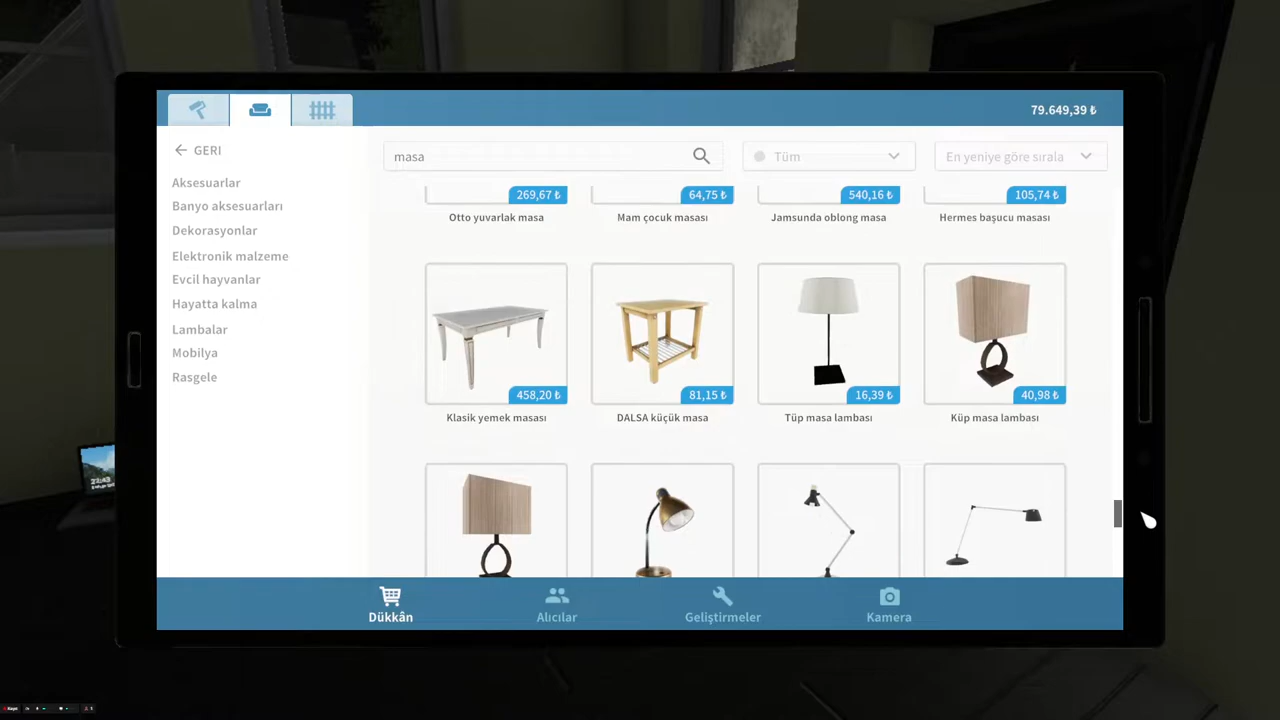 79.649,39 ₺
GERI
masa
Tüm
En yeniye göre sırala
Aksesuarlar
Banyo aksesuarları
Dekorasyonlar
Elektronik malzeme
Evcil hayvanlar
Hayatta kalma
Lambalar
Mobilya
Rasgele
269,67 ₺
64,75 ₺
540,16 ₺
105,74 ₺
Otto yuvarlak masa
Mam çocuk masası
Jamsunda oblong masa
Hermes başucu masası
458,20 ₺
81,15 ₺
16,39 ₺
40,98 ₺
Klasik yemek masası
DALSA küçük masa
Tüp masa lambası
Küp masa lambası
22:43
Dükkân
Alıcılar
Geliştirmeler
Kamera